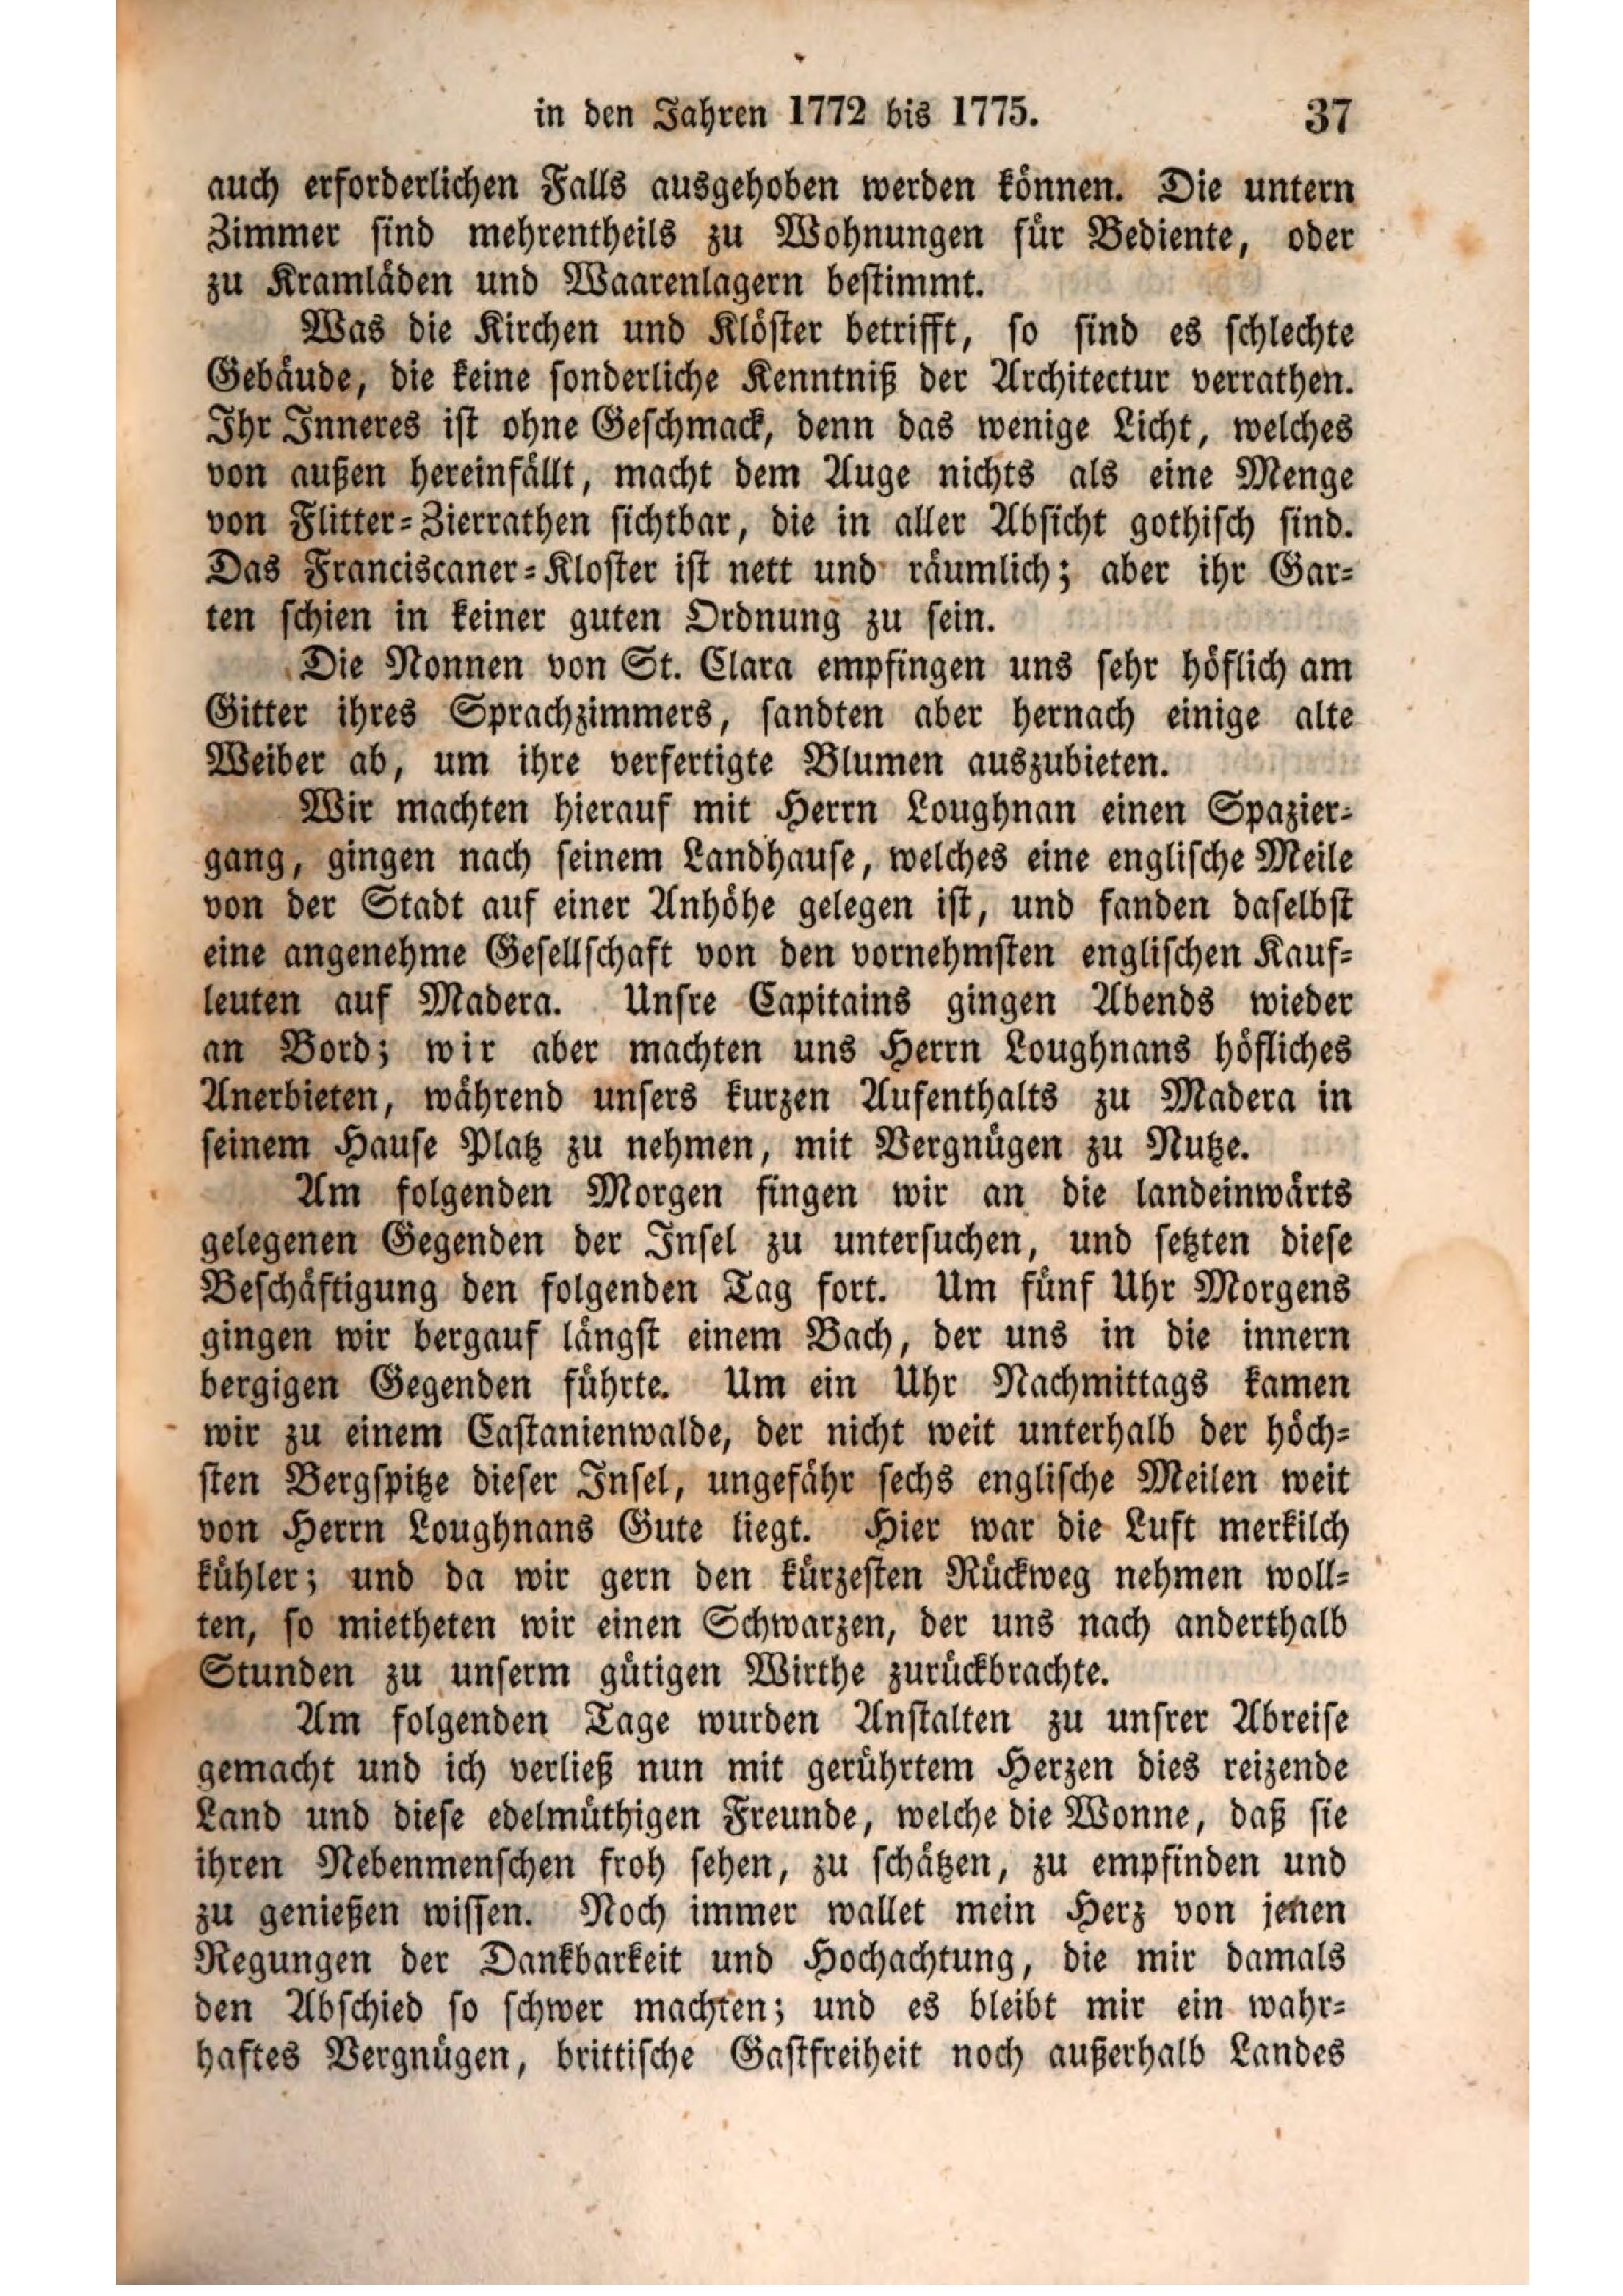 in den Jahren 1772 bis 1775. 37
auch erforderlichen Falls ausgehoben werden können. Die untern
Zimmer sind mehrentheils zu Wohnungen für Bediente, oder
zu Kramläden und Waarenlagern bestimmt.
Was die Kirchen und Klöster betrifft, so sind es schlechte
Gebäude, die keine sonderliche Kenntniß der Architectur verrathen.
Ihr Inneres ist ohne Geschmack, denn das wenige Licht, welches
von außen hereinfällt, macht dem Auge nichts als eine Menge
von Flitter-Zierrathen sichtbar, die in aller Absicht gothisch sind.
Das Franciscaner-Kloster ist nett und räumlich; aber ihr Gar-
ten schien in keiner guten Ordnung zu sein.
Die Nonnen von St. Clara empfingen uns sehr höflich am
Gitter ihres Sprachzimmers, sandten aber hernach einige alte
Weiber ab, um ihre verfertigte Blumen auszubieten.
Wir machten hierauf mit Herrn Loughnan einen Spazier-
gang, gingen nach seinem Landhause, welches eine englische Meile
von der Stadt auf einer Anhöhe gelegen ist, und fanden daselbst
eine angenehme Gesellschaft von den vornehmsten englischen Kauf-
leuten auf Madera. Unsre Capitains gingen Abends wieder
an Bord; wir aber machten uns Herrn Loughnans höfliches
Anerbieten, während unsers kurzen Aufenthalts zu Madera in
seinem Hause Platz zu nehmen, mit Vergnügen zu Nutze.
Am folgenden Morgen fingen wir an die landeinwärts
gelegenen Gegenden der Insel zu untersuchen, und setzten diese
Beschäftigung den folgenden Tag fort. Um fünf Uhr Morgens
gingen wir bergauf längst einem Bach, der uns in die innern
bergigen Gegenden führte. Um ein Uhr Nachmittags kamen
wir zu einem Castanienwalde, der nicht weit unterhalb der höch-
sten Bergspitze dieser Insel, ungefähr sechs englische Meilen weit
von Herrn Loughnans Gute liegt. Hier war die Luft merkilch
kühler; und da wir gern den kürzesten Rückweg nehmen woll-
ten, so mietheten wir einen Schwarzen, der uns nach anderthalb
Stunden zu unserm gütigen Wirthe zurückbrachte.
Am folgenden Tage wurden Anstalten zu unsrer Abreise
gemacht und ich verließ nun mit gerührtem Herzen dies reizende
Land und diese edelmüthigen Freunde, welche die Wonne, daß sie
ihren Nebenmenschen froh sehen, zu schätzen, zu empfinden und
zu genießen wissen. Noch immer wallet mein Herz von jenen
Regungen der Dankbarkeit und Hochachtung, die mir damals
den Abschied so schwer machten; und es bleibt mir ein wahr-
haftes Vergnügen, brittische Gastfreiheit noch außerhalb Landes